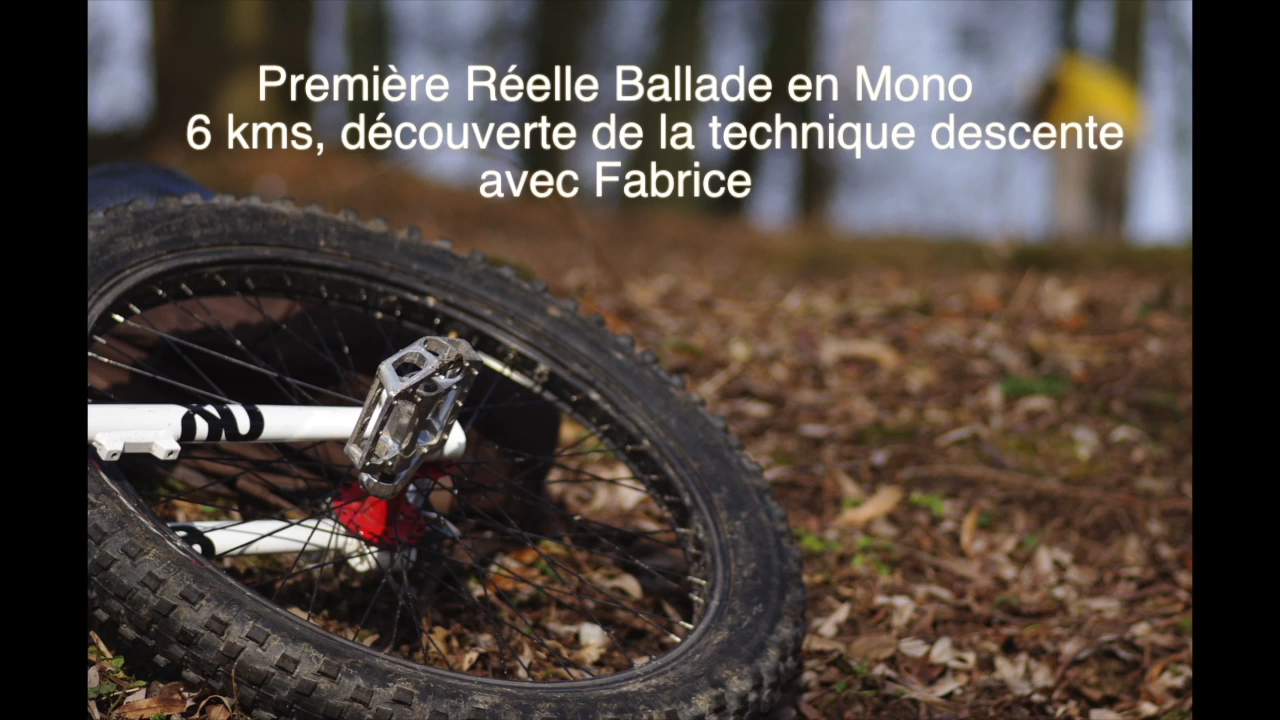 Première Réelle Ballade en Mono
6 kms, découverte de la technique descente
avec Fabrice